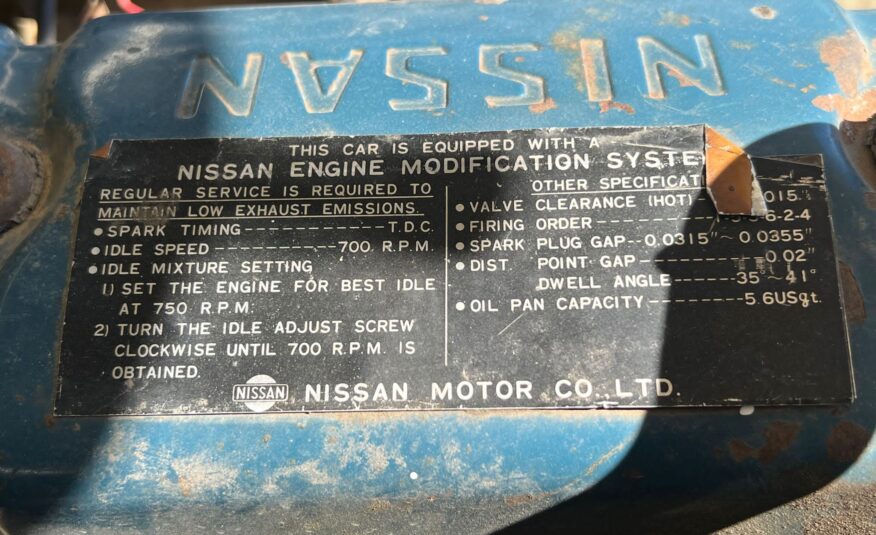 NISSAN
THIS CAR IS EQUIPPED WITH A
NISSAN ENGINE MODIFICATION
REGULAR SERVICE IS REQUIRED TO
MAINTAIN LOW EXHAUST EMISSIONS.
• SPARK TIMING ------------ T.D.C.
• IDLE SPEED ------------ 700 R.P.M.
• IDLE MIXTURE SETTING
1) SET THE ENGINE FOR BEST IDLE
AT 750 R.P.M.
2) TURN THE IDLE ADJUST SCREW
CLOCKWISE UNTIL 700 R.P.M. IS
OBTAINED.
OTHER
• VALVE CLEARANCE (HOT)
• FIRING ORDER --------
• SPARK PLUG GAP--0.0315"~0.0355"
• DIST. POINT GAP -------- 0.02"
DWELL ANGLE ------- 35°~41°
• OIL PAN CAPACITY --------- 5.6USqt.
NISSAN NISSAN MOTOR CO., LTD.